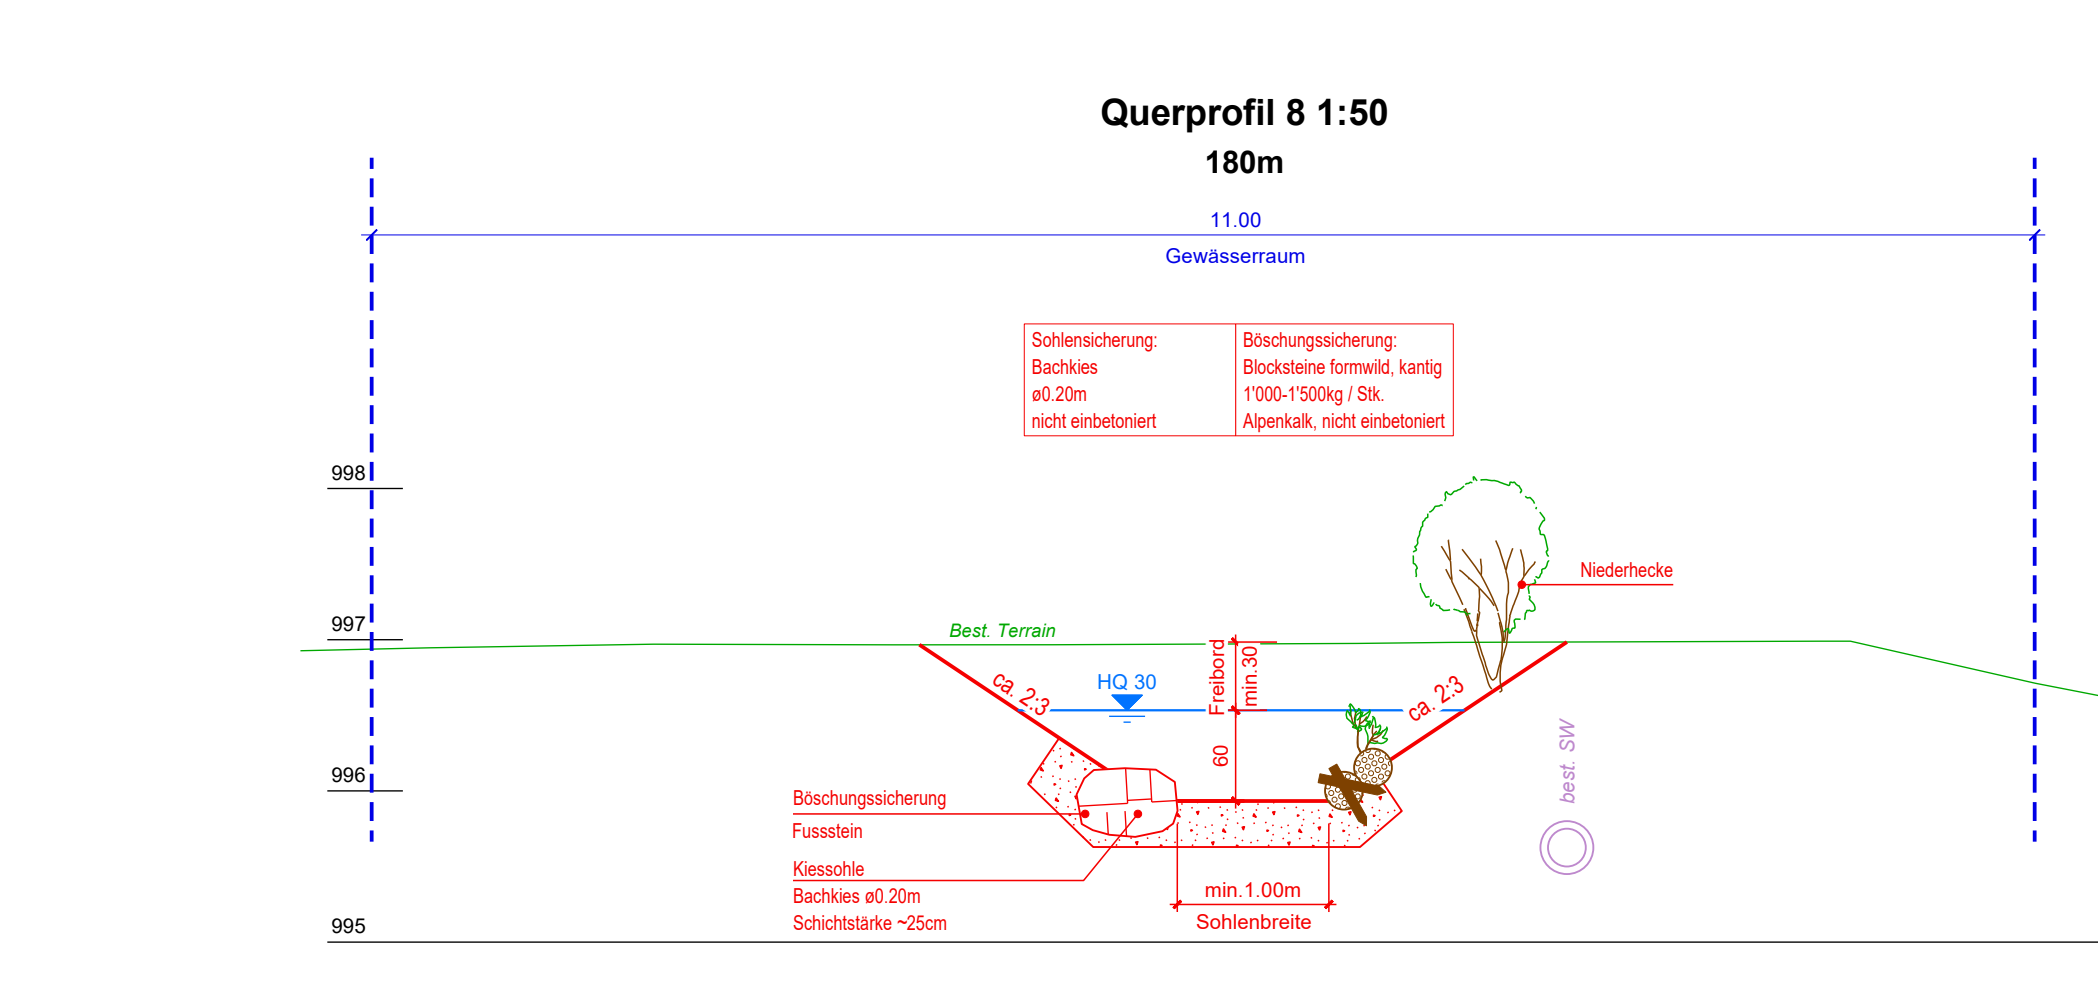 Querprofil 8 1:50
180m
11.00
Gewässerraum
Sohlensicherung:
Bachkies
ø0.20m
nicht einbetoniert
Böschungssicherung:
Blocksteine formwild, kantig
1'000-1'500kg / Stk.
Alpenkalk, nicht einbetoniert
998
Niederhecke
997
Best. Terrain
Freibord
min.30
HQ 30
ca. 2:3
ca. 2:3
60
best. SW
996
Böschungssicherung
Fussstein
Kiessohle
Bachkies ø0.20m
Schichtstärke ~25cm
min.1.00m
Sohlenbreite
995